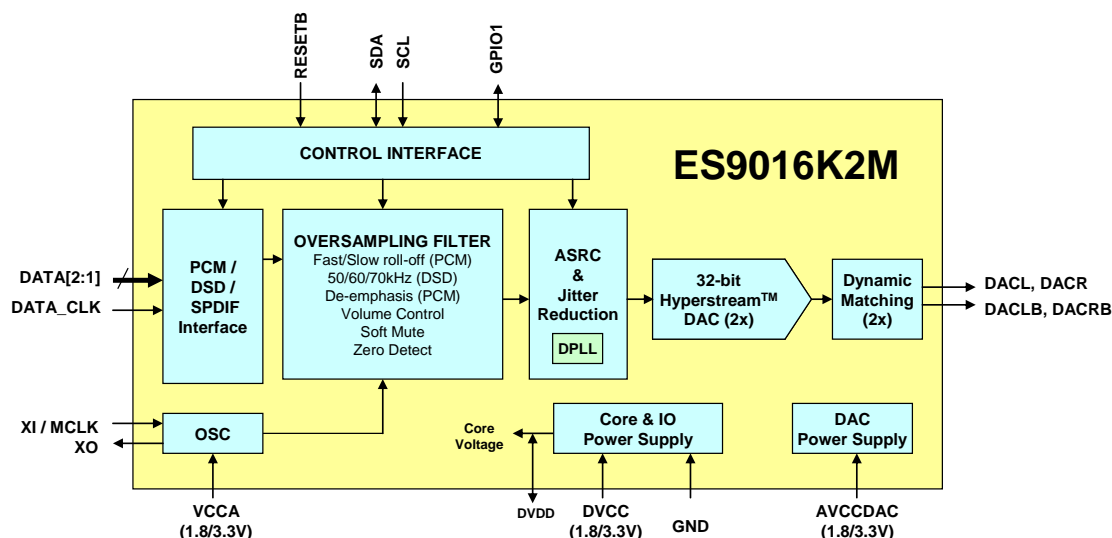 RESETB
SDA
SCL
GPIO1
CONTROL INTERFACE
ES9016K2M
DATA[2:1]
DATA_CLK
PCM /
DSD /
SPDIF
Interface
OVERSAMPLING FILTER
Fast/Slow roll-off (PCM)
50/60/70kHz (DSD)
De-emphasis (PCM)
Volume Control
Soft Mute
Zero Detect
ASRC
&
Jitter
Reduction
DPLL
32-bit
Hyperstream™
DAC (2x)
Dynamic
Matching
(2x)
DACL, DACR
DACLB, DACRB
XI / MCLK
XO
OSC
Core
Voltage
Core & IO
Power Supply
DAC
Power Supply
VCCA
(1.8/3.3V)
DVDD
DVCC
(1.8/3.3V)
GND
AVCCDAC
(1.8/3.3V)